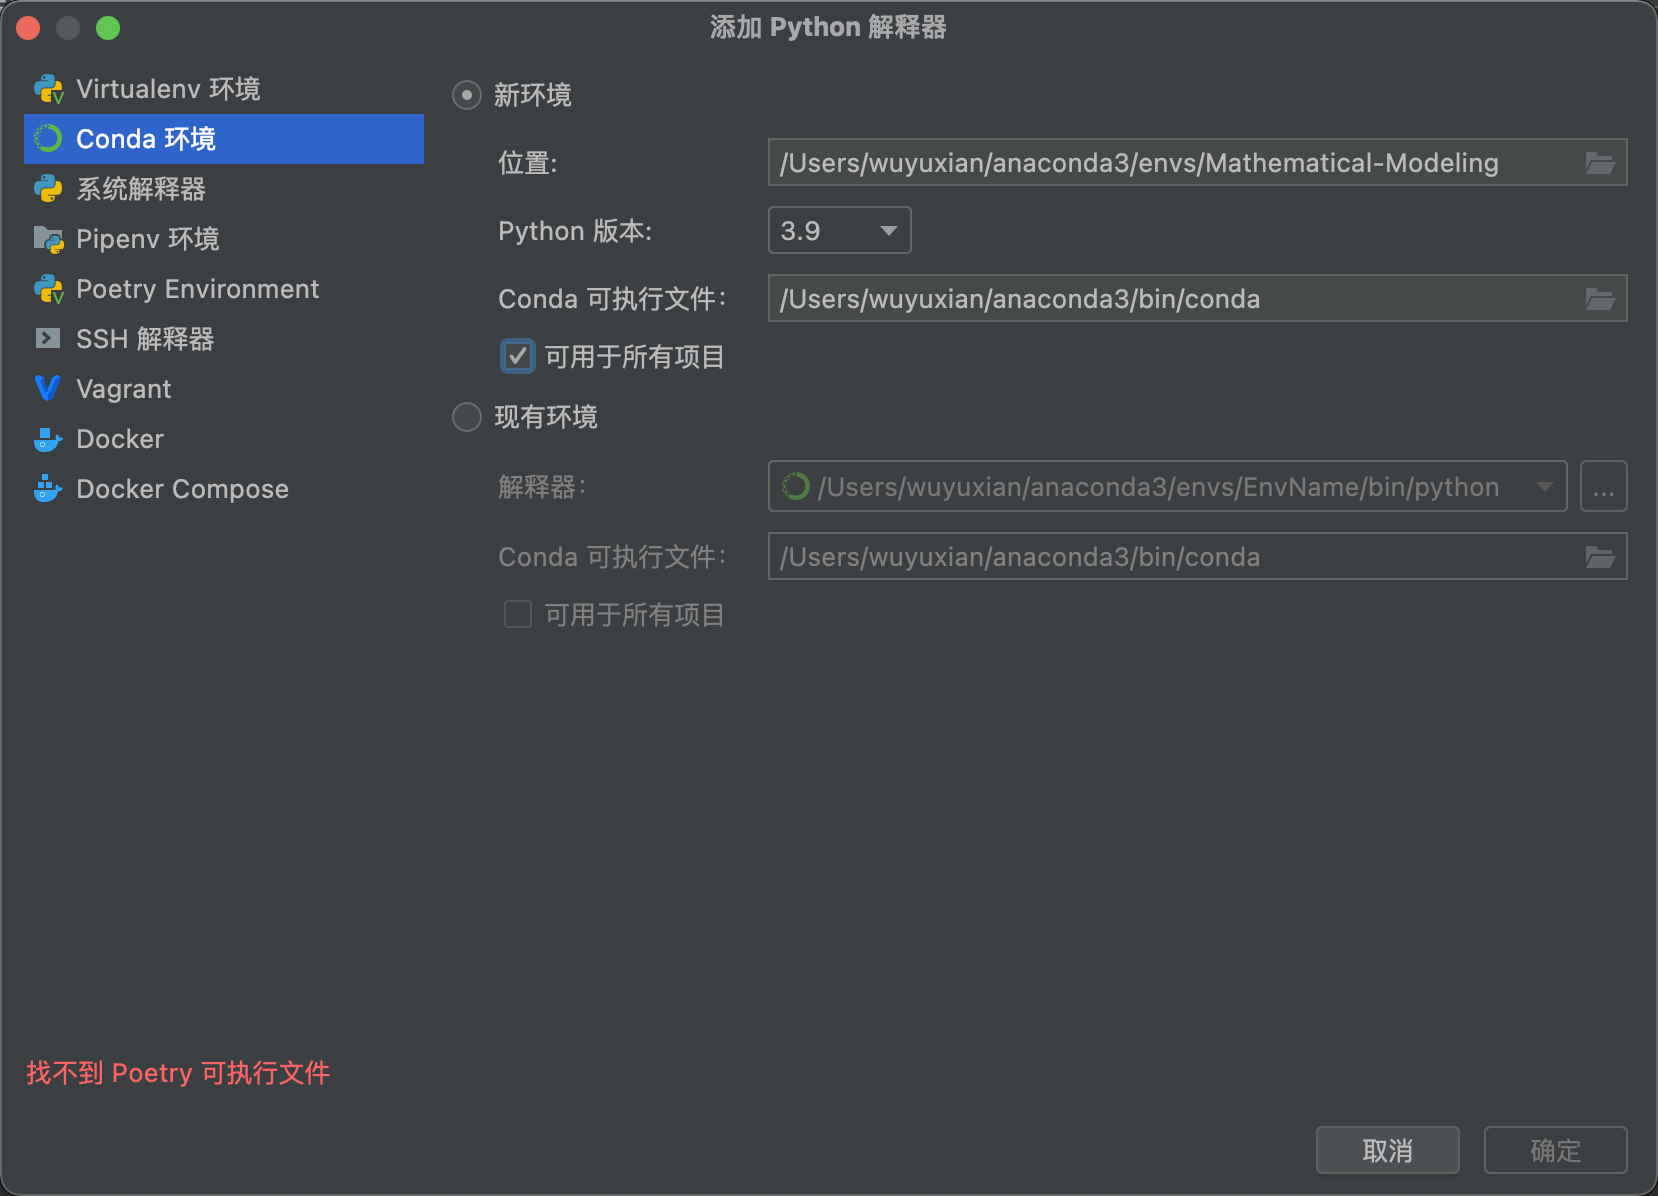 添加 Python 解释器
Virtualenv 环境
Conda 环境
系统解释器
Pipenv 环境
Poetry Environment
SSH 解释器
Vagrant
Docker
Docker Compose
新环境
位置: /Users/wuyuxian/anaconda3/envs/Mathematical-Modeling
Python 版本: 3.9
Conda 可执行文件: /Users/wuyuxian/anaconda3/bin/conda
可用于所有项目
现有环境
解释器: /Users/wuyuxian/anaconda3/envs/EnvName/bin/python ...
Conda 可执行文件: /Users/wuyuxian/anaconda3/bin/conda
可用于所有项目
找不到 Poetry 可执行文件
取消 确定